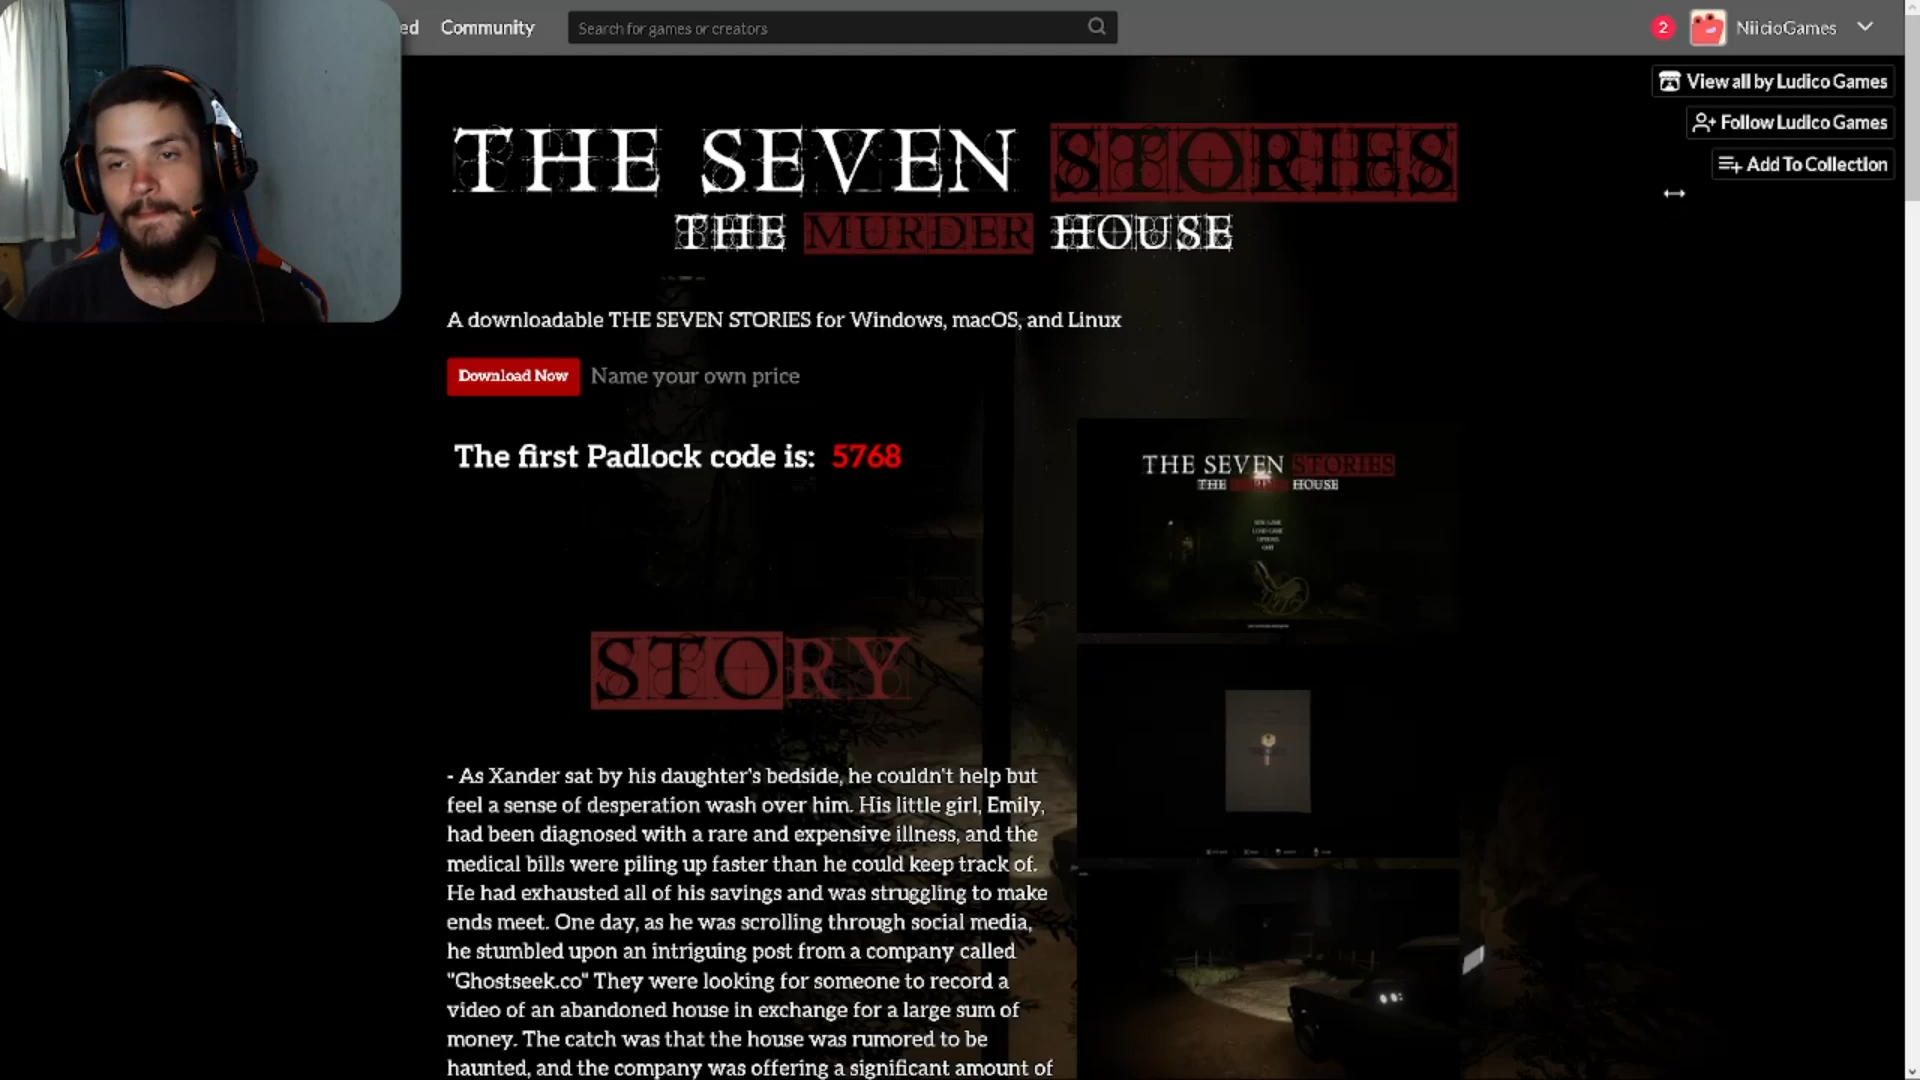 ed
Community
Search for games or creators
2
NiicioGames
View all by Ludico Games
Follow Ludico Games
Add To Collection
THE SEVEN STORIES
THE MURDER HOUSE
A downloadable THE SEVEN STORIES for Windows, macOS, and Linux
Download Now
Name your own price
The first Padlock code is: 5768
THE SEVEN STORIES
THE MURDER HOUSE
STORY
- As Xander sat by his daughter's bedside, he couldn't help but
feel a sense of desperation wash over him. His little girl, Emily,
had been diagnosed with a rare and expensive illness, and the
medical bills were piling up faster than he could keep track of.
He had exhausted all of his savings and was struggling to make
ends meet. One day, as he was scrolling through social media,
he stumbled upon an intriguing post from a company called
"Ghostseek.co" They were looking for someone to record a
video of an abandoned house in exchange for a large sum of
money. The catch was that the house was rumored to be
haunted, and the company was offering a significant amount of